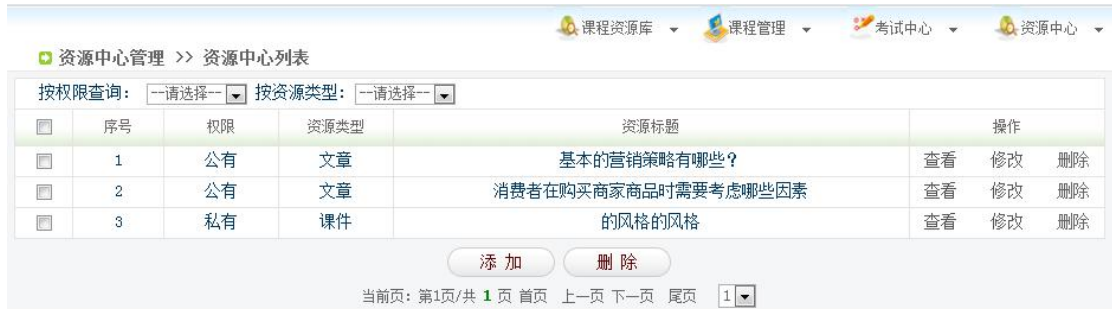 课程资源库 课程管理 考试中心 资源中心
资源中心管理 >> 资源中心列表
按权限查询： --请选择-- 按资源类型： --请选择--
序号 权限 资源类型 资源标题 操作
1 公有 文章 基本的营销策略有哪些？ 查看 修改 删除
2 公有 文章 消费者在购买商家商品时需要考虑哪些因素 查看 修改 删除
3 私有 课件 的风格的风格 查看 修改 删除
添 加 删 除
当前页：第1页/共 1 页 首页 上一页 下一页 尾页 1